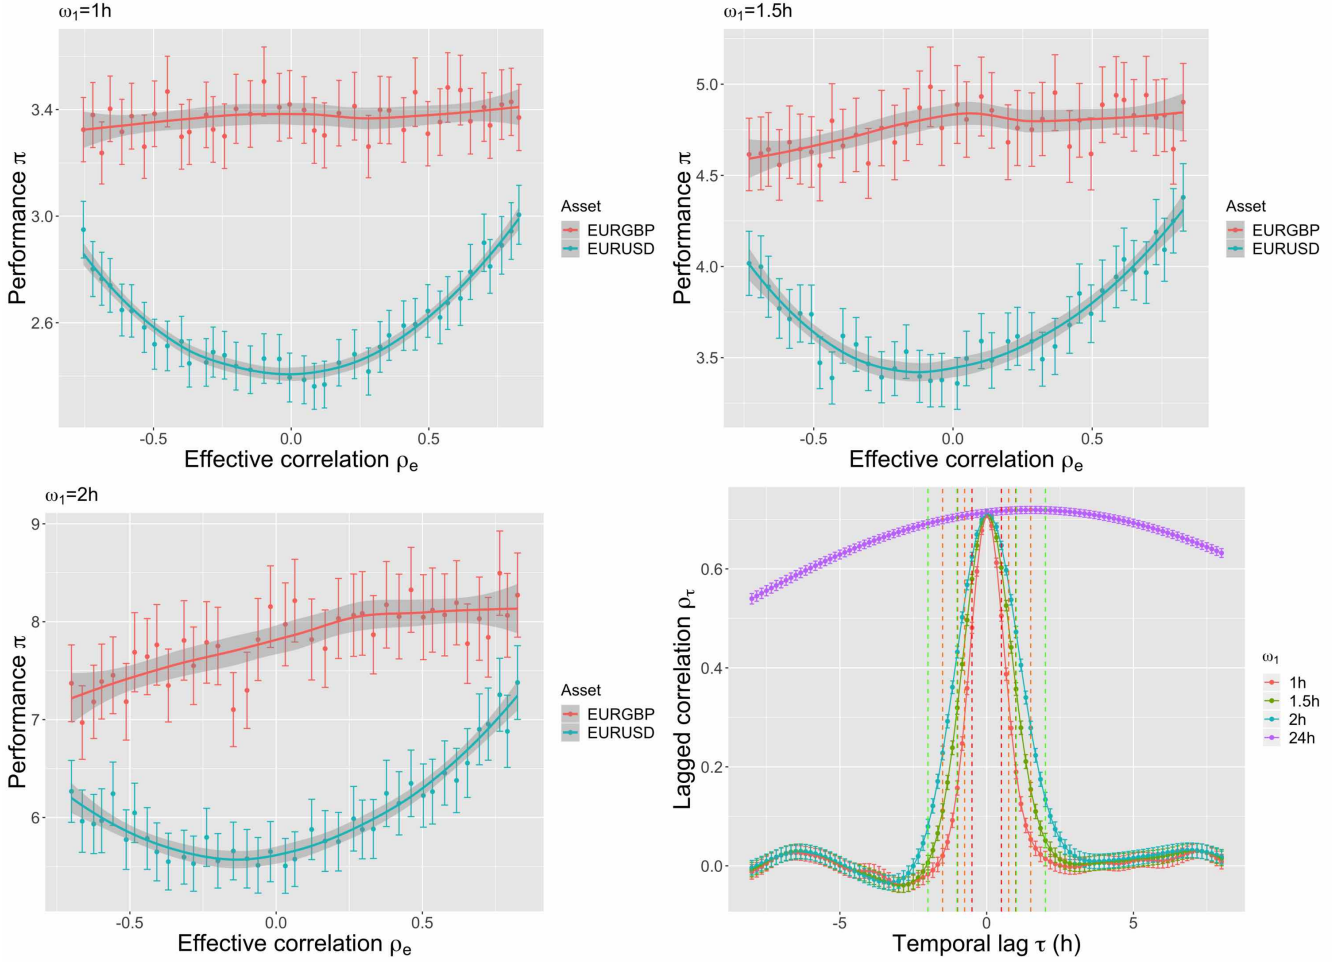 ω₁=1h
3.4
3.0
2.6
Performance π
-0.5 0.0 0.5
Effective correlation ρₑ
Asset
EURGBP
EURUSD
ω₁=1.5h
5.0
4.5
4.0
3.5
Performance π
-0.5 0.0 0.5
Effective correlation ρₑ
Asset
EURGBP
EURUSD
ω₁=2h
9
8
7
6
Performance π
-0.5 0.0 0.5
Effective correlation ρₑ
Asset
EURGBP
EURUSD
0.6
0.4
0.2
0.0
Lagged correlation ρτ
-5 0 5
Temporal lag τ (h)
ω₁
1h
1.5h
2h
24h